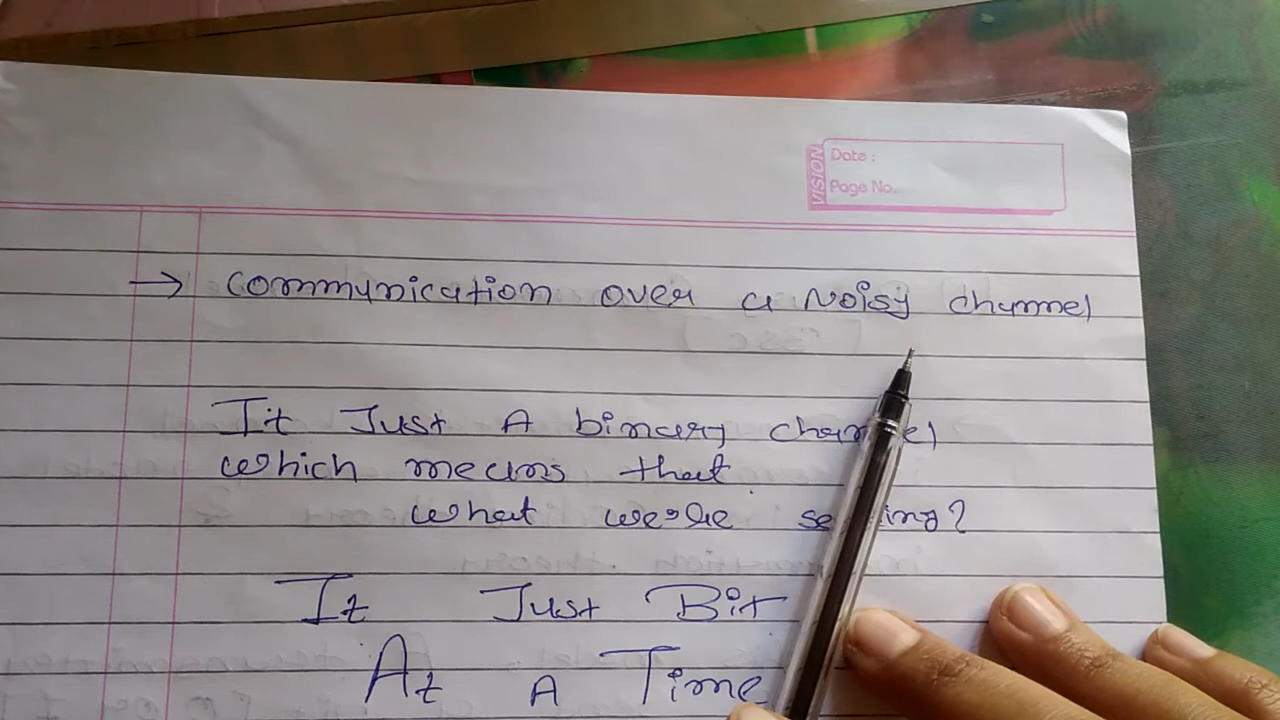 VISION
Date :
Page No.
→ communication over a Noisy channel
It Just A binary channel
which means that
what we're sending?
It Just Bit
At A Time